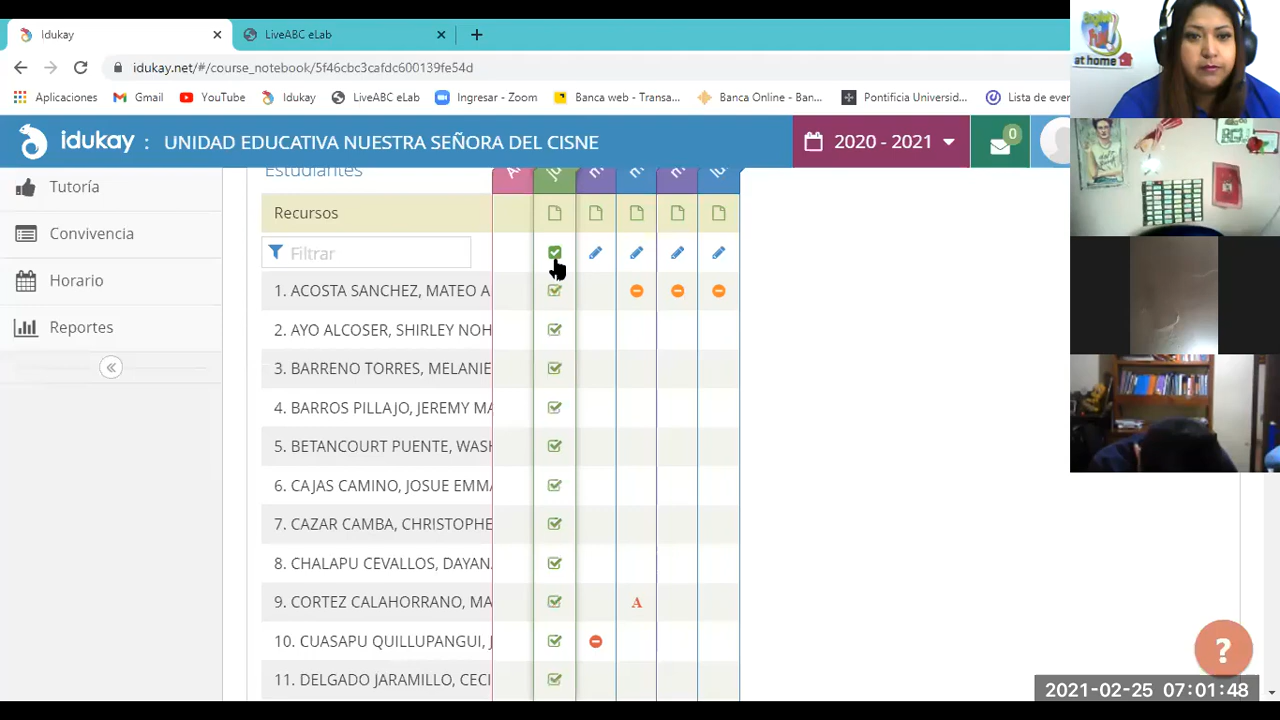 Idukay
LiveABC eLab
idukay.net/#/course_notebook/5f46cbc3cadc600139fe54d
Aplicaciones
Gmail
YouTube
Idukay
LiveABC eLab
Ingresar - Zoom
Banca web - Transa...
Banca Online - Ban...
Pontificia Universid...
Lista de even
English
at home
idukay : UNIDAD EDUCATIVA NUESTRA SEÑORA DEL CISNE
2020 - 2021
0
Tutoría
Convivencia
Horario
Reportes
Estudiantes
Recursos
Filtrar
1. ACOSTA SANCHEZ, MATEO A
2. AYO ALCOSER, SHIRLEY NOH
3. BARRENO TORRES, MELANIE
4. BARROS PILLAJO, JEREMY MA
5. BETANCOURT PUENTE, WASH
6. CAJAS CAMINO, JOSUE EMMA
7. CAZAR CAMBA, CHRISTOPHE
8. CHALAPU CEVALLOS, DAYANA
9. CORTEZ CALAHORRANO, MA
A
10. CUASAPU QUILLUPANGUI, J
11. DELGADO JARAMILLO, CECI
?
2021-02-25 07:01:48